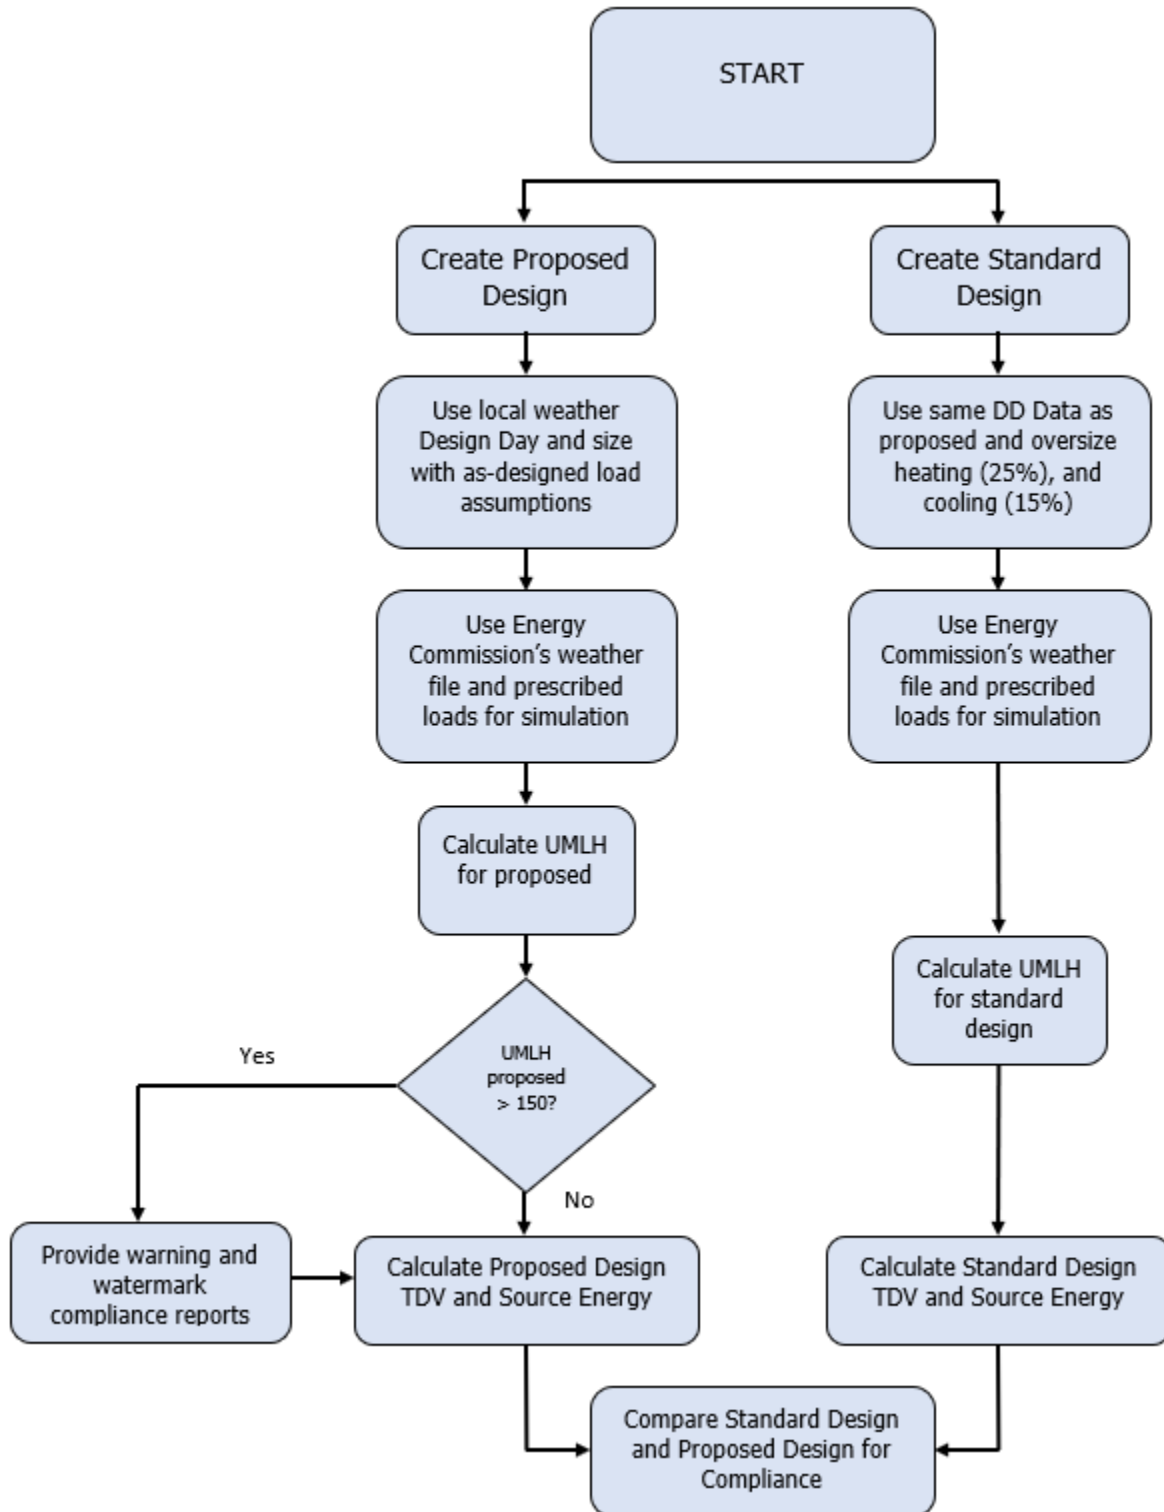 START
Create Proposed
Design
Create Standard
Design
Use local weather
Design Day and size
with as-designed load
assumptions
Use same DD Data as
proposed and oversize
heating (25%), and
cooling (15%)
Use Energy
Commission's weather
file and prescribed
loads for simulation
Use Energy
Commission's weather
file and prescribed
loads for simulation
Calculate UMLH
for proposed
Calculate UMLH
for standard
design
Yes
UMLH
proposed
> 150?
No
Provide warning and
watermark
compliance reports
Calculate Proposed Design
TDV and Source Energy
Calculate Standard Design
TDV and Source Energy
Compare Standard Design
and Proposed Design for
Compliance